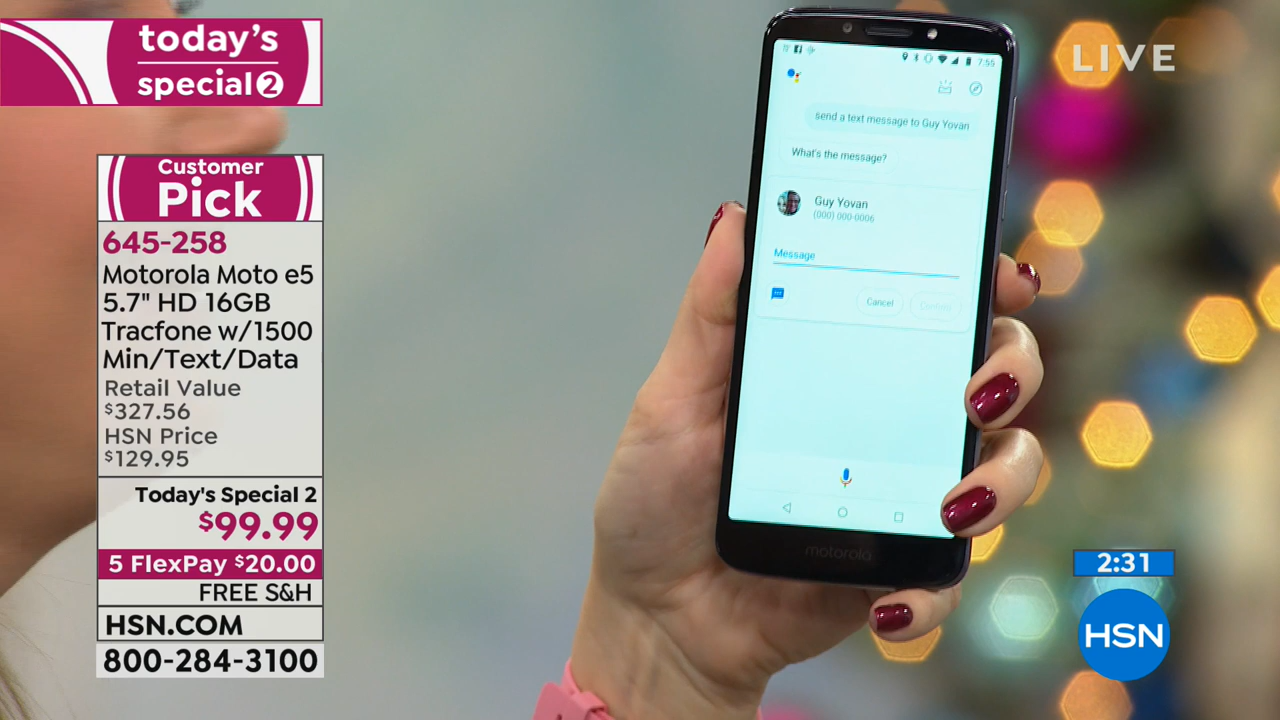 today's
special 2
Customer
Pick
645-258
Motorola Moto e5
5.7" HD 16GB
Tracfone w/1500
Min/Text/Data
Retail Value
$327.56
HSN Price
$129.95
Today's Special 2
$99.99
5 FlexPay $20.00
FREE S&H
HSN.COM
800-284-3100
7:55
send a text message to Guy Yovan
What's the message?
Guy Yovan
(000) 000-0006
Message
Cancel
motorola
LIVE
2:31
HSN